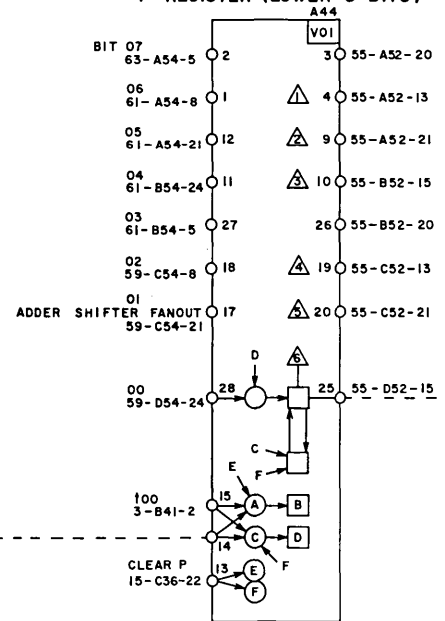 P REGISTER (LOWER 8 BITS)
A44
V01
BIT 07
63-A54-5 2 3 55-A52-20
06
61-A54-8 1 1 4 55-A52-13
05
61-A54-21 12 2 9 55-A52-21
04
61-B54-24 11 3 10 55-B52-15
03
61-B54-5 27 26 55-B52-20
02
59-C54-8 18 4 19 55-C52-13
01
ADDER SHIFTER FANOUT 17 5 20 55-C52-21
59-C54-21
D 6
00 28 25 55-D52-15
59-D54-24
C
F
E
t00 15 A B
3-B41-2
14 C D
F
CLEAR P 13 E
15-C36-22 F